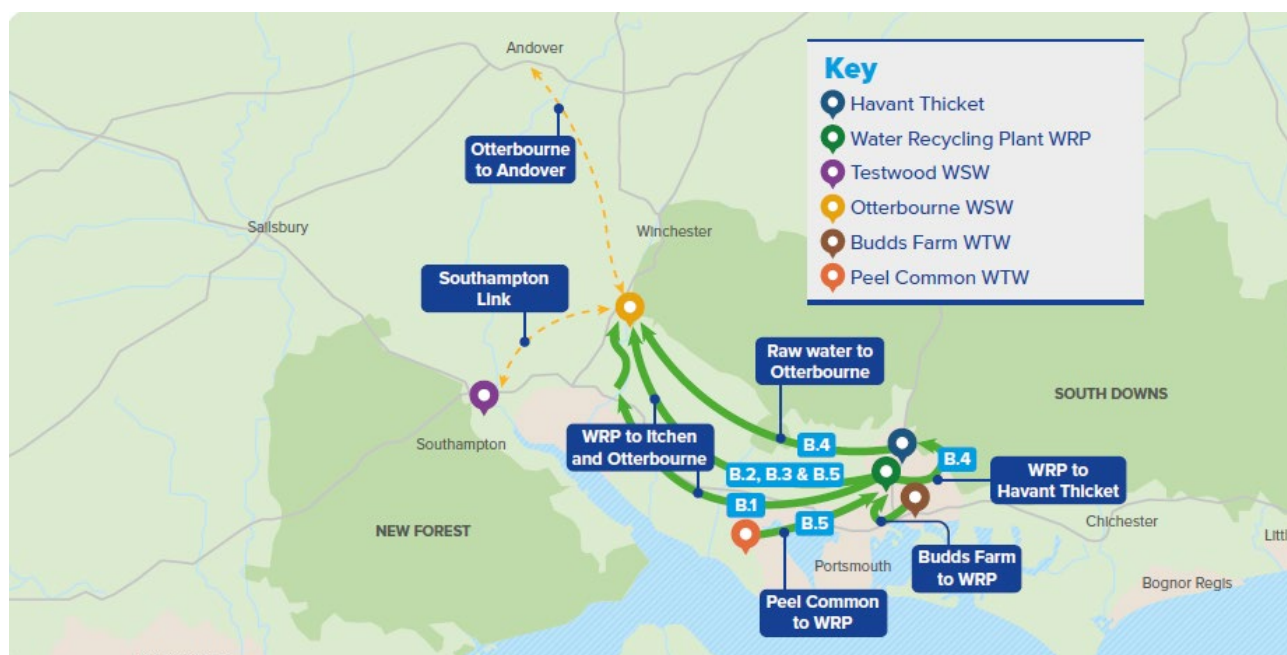 Andover
Key
Havant Thicket
Water Recycling Plant WRP
Testwood WSW
Otterbourne WSW
Budds Farm WTW
Peel Common WTW
Otterbourne
to Andover
Salisbury
Winchester
Southampton
Link
Raw water to
Otterbourne
SOUTH DOWNS
Southampton
WRP to Itchen
and Otterbourne
B.4
B.4
B.2, B.3 & B.5
WRP to
Havant Thicket
B.1
B.5
NEW FOREST
Chichester
Littl
Portsmouth
Budds Farm
to WRP
Bognor Regis
Peel Common
to WRP